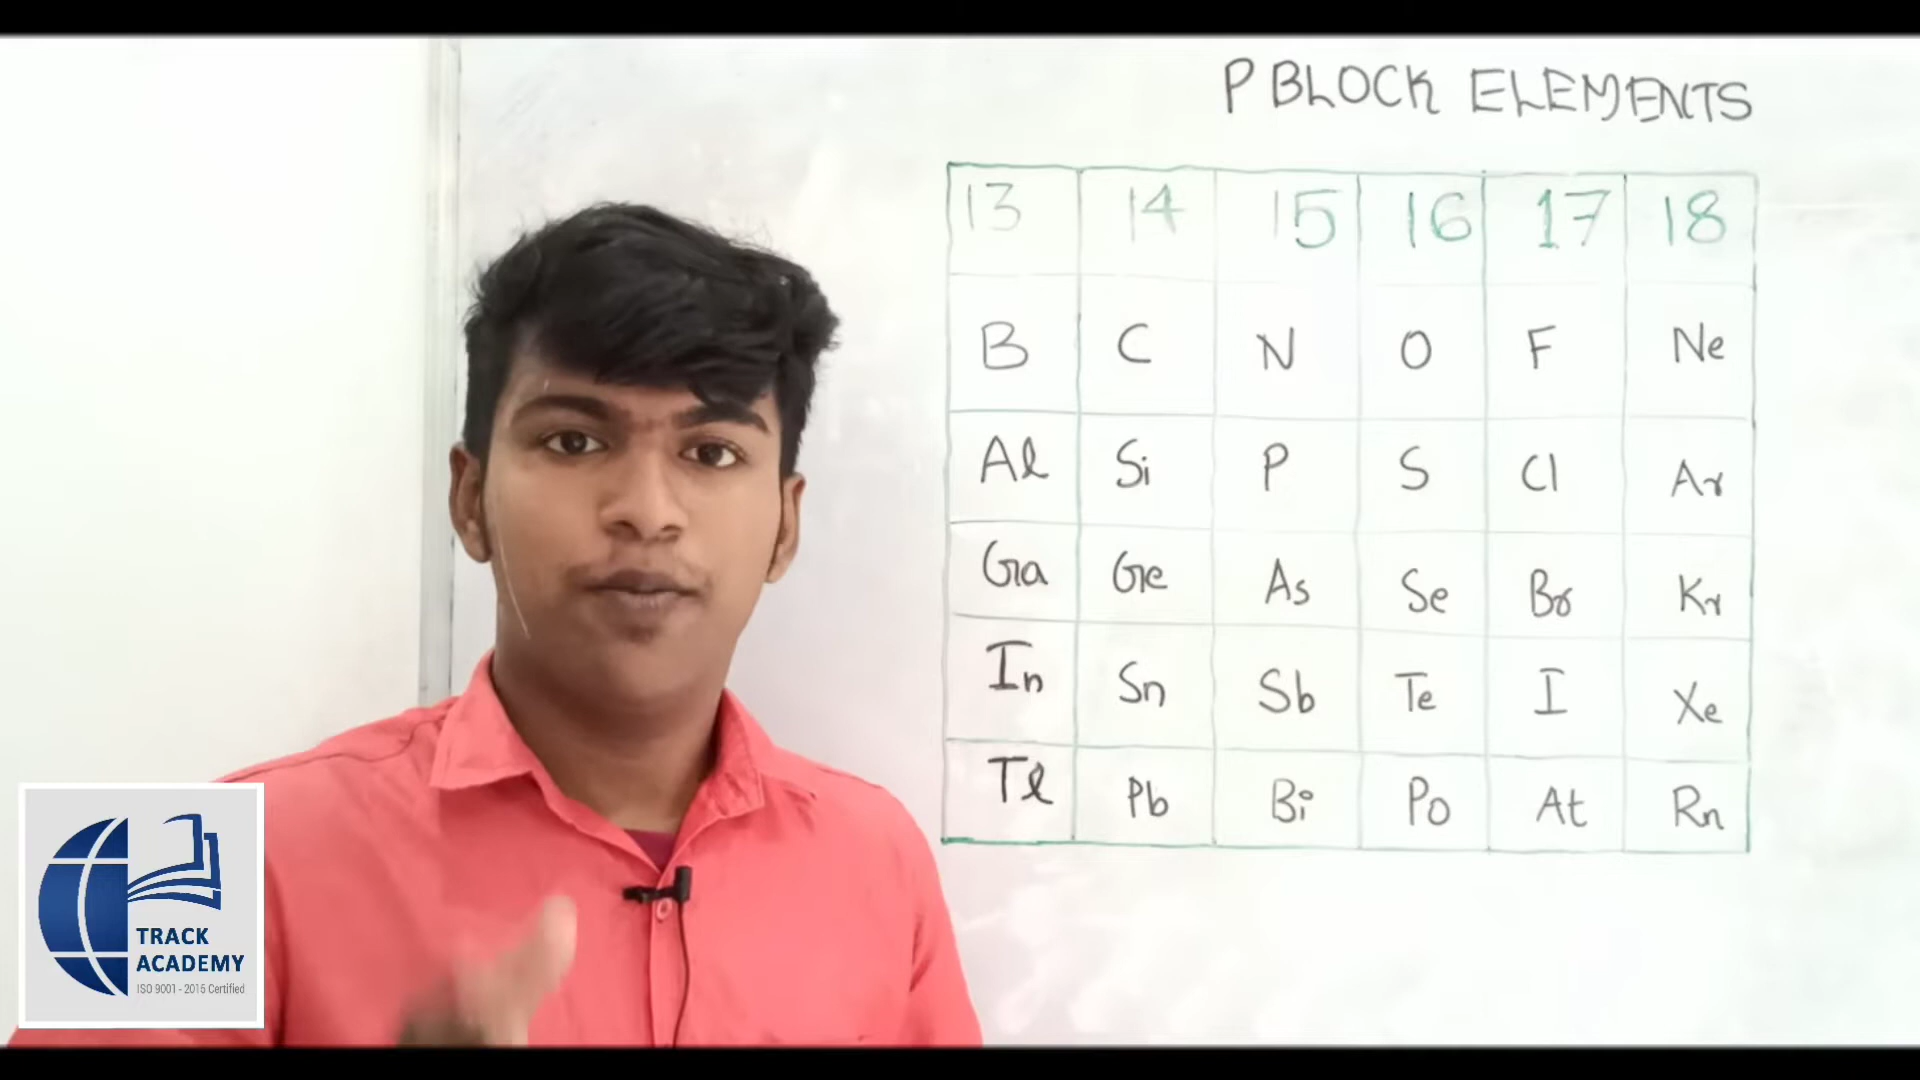 P BLOCK ELEMENTS
13 14 15 16 17 18
B C N O F Ne
Al Si P S Cl Ar
Ga Ge As Se Br Kr
In Sn Sb Te I Xe
Tl Pb Bi Po At Rn
TRACK
ACADEMY
ISO 9001 - 2015 Certified